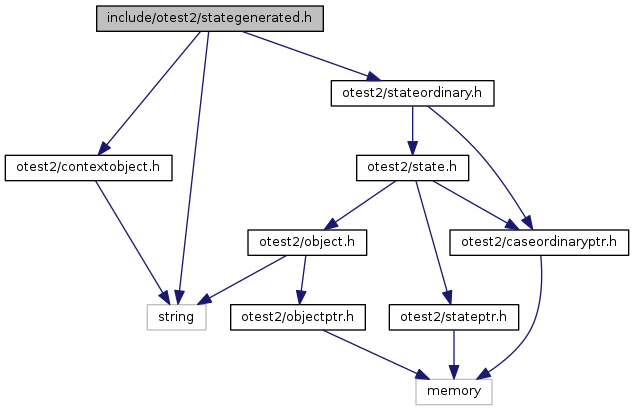 include/otest2/stategenerated.h
otest2/stateordinary.h
otest2/contextobject.h
otest2/state.h
otest2/object.h
otest2/caseordinaryptr.h
string
otest2/objectptr.h
otest2/stateptr.h
memory